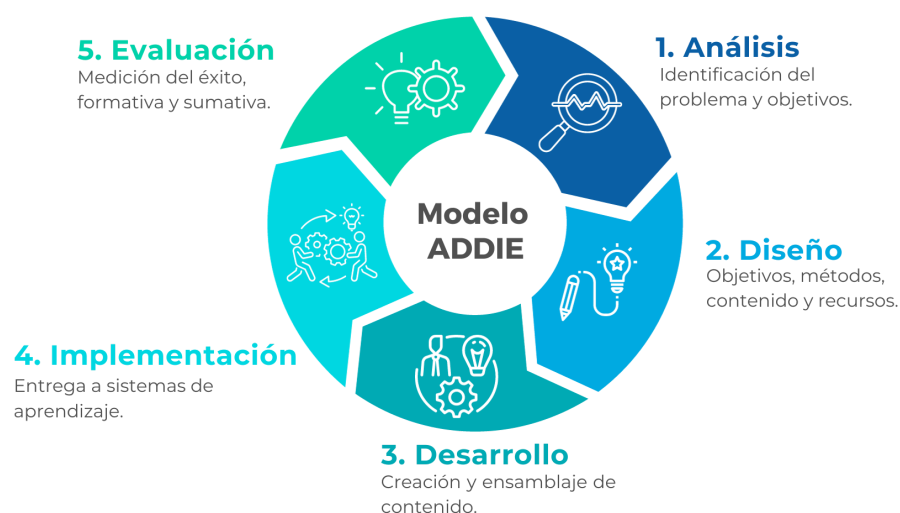 Modelo
ADDIE
1. Análisis
Identificación del
problema y objetivos.
2. Diseño
Objetivos, métodos,
contenido y recursos.
3. Desarrollo
Creación y ensamblaje de
contenido.
4. Implementación
Entrega a sistemas de
aprendizaje.
5. Evaluación
Medición del éxito,
formativa y sumativa.